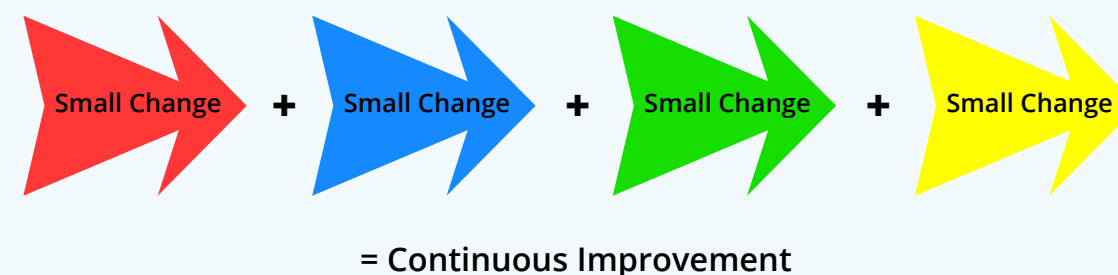 Small Change + Small Change + Small Change + Small Change
= Continuous Improvement